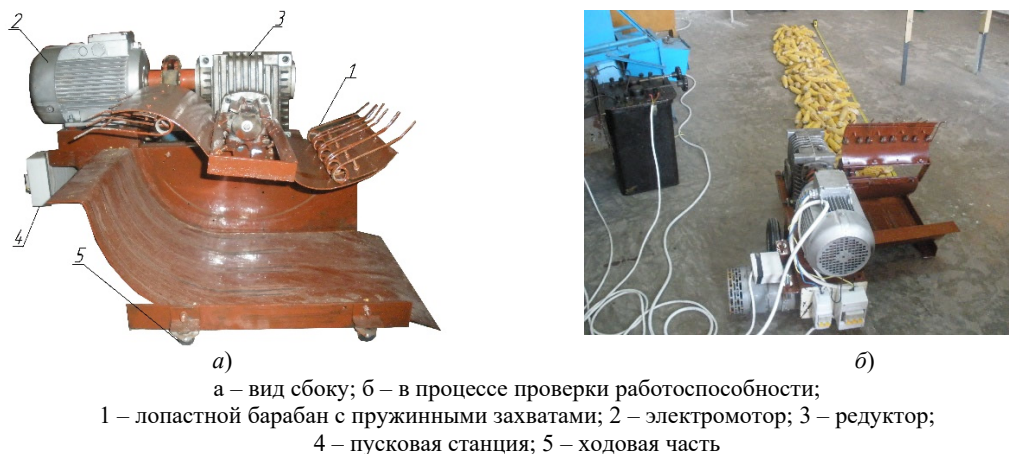 2
3
1
4
5
а)
б)
а – вид сбоку; б – в процессе проверки работоспособности;
1 – лопастной барабан с пружинными захватами; 2 – электромотор; 3 – редуктор;
4 – пусковая станция; 5 – ходовая часть